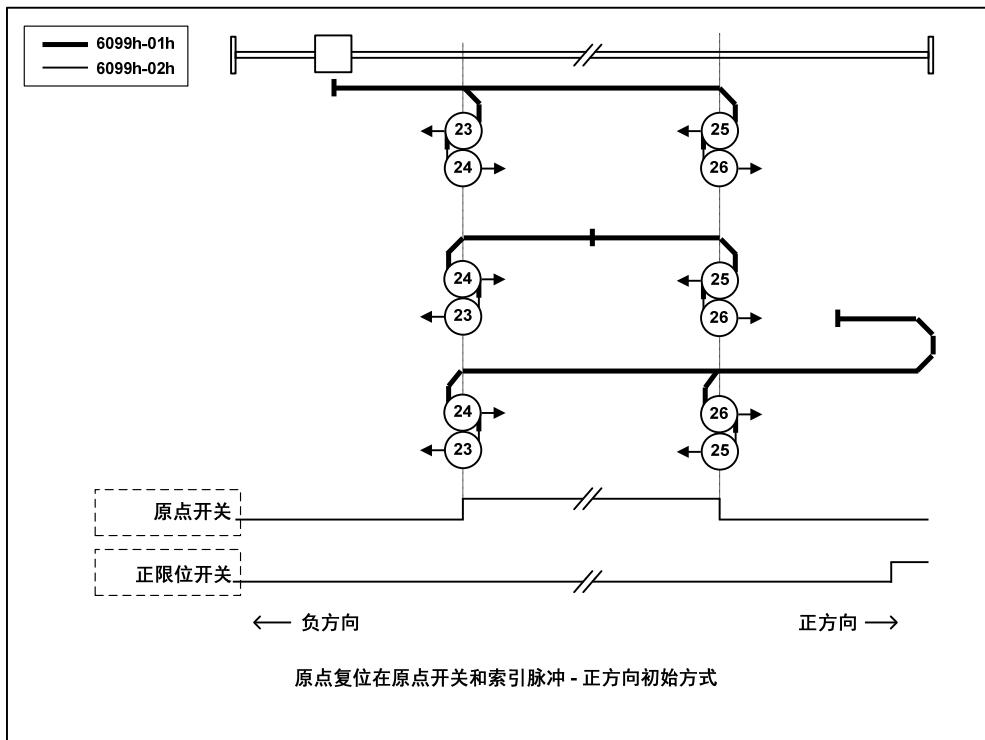 6099h-01h
6099h-02h
23 25
24 26
24 25
23 26
24 26
23 25
原点开关
正限位开关
负方向 正方向
原点复位在原点开关和索引脉冲 - 正方向初始方式